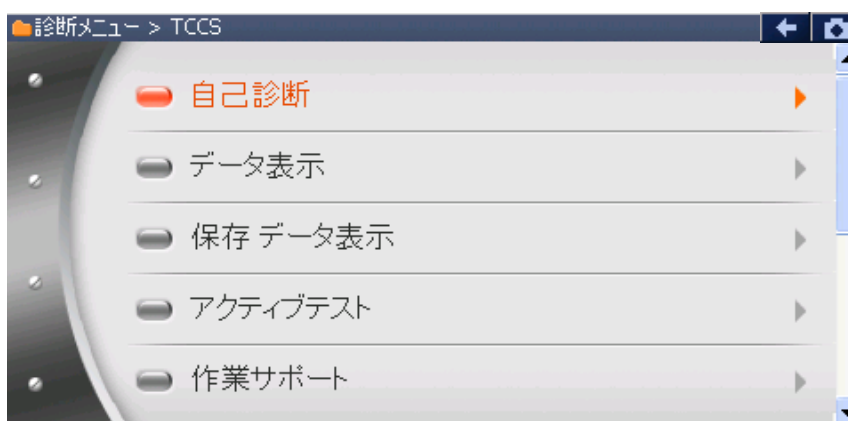 診断メニュー > TCCS
自己診断
データ表示
保存 データ表示
アクティブテスト
作業サポート